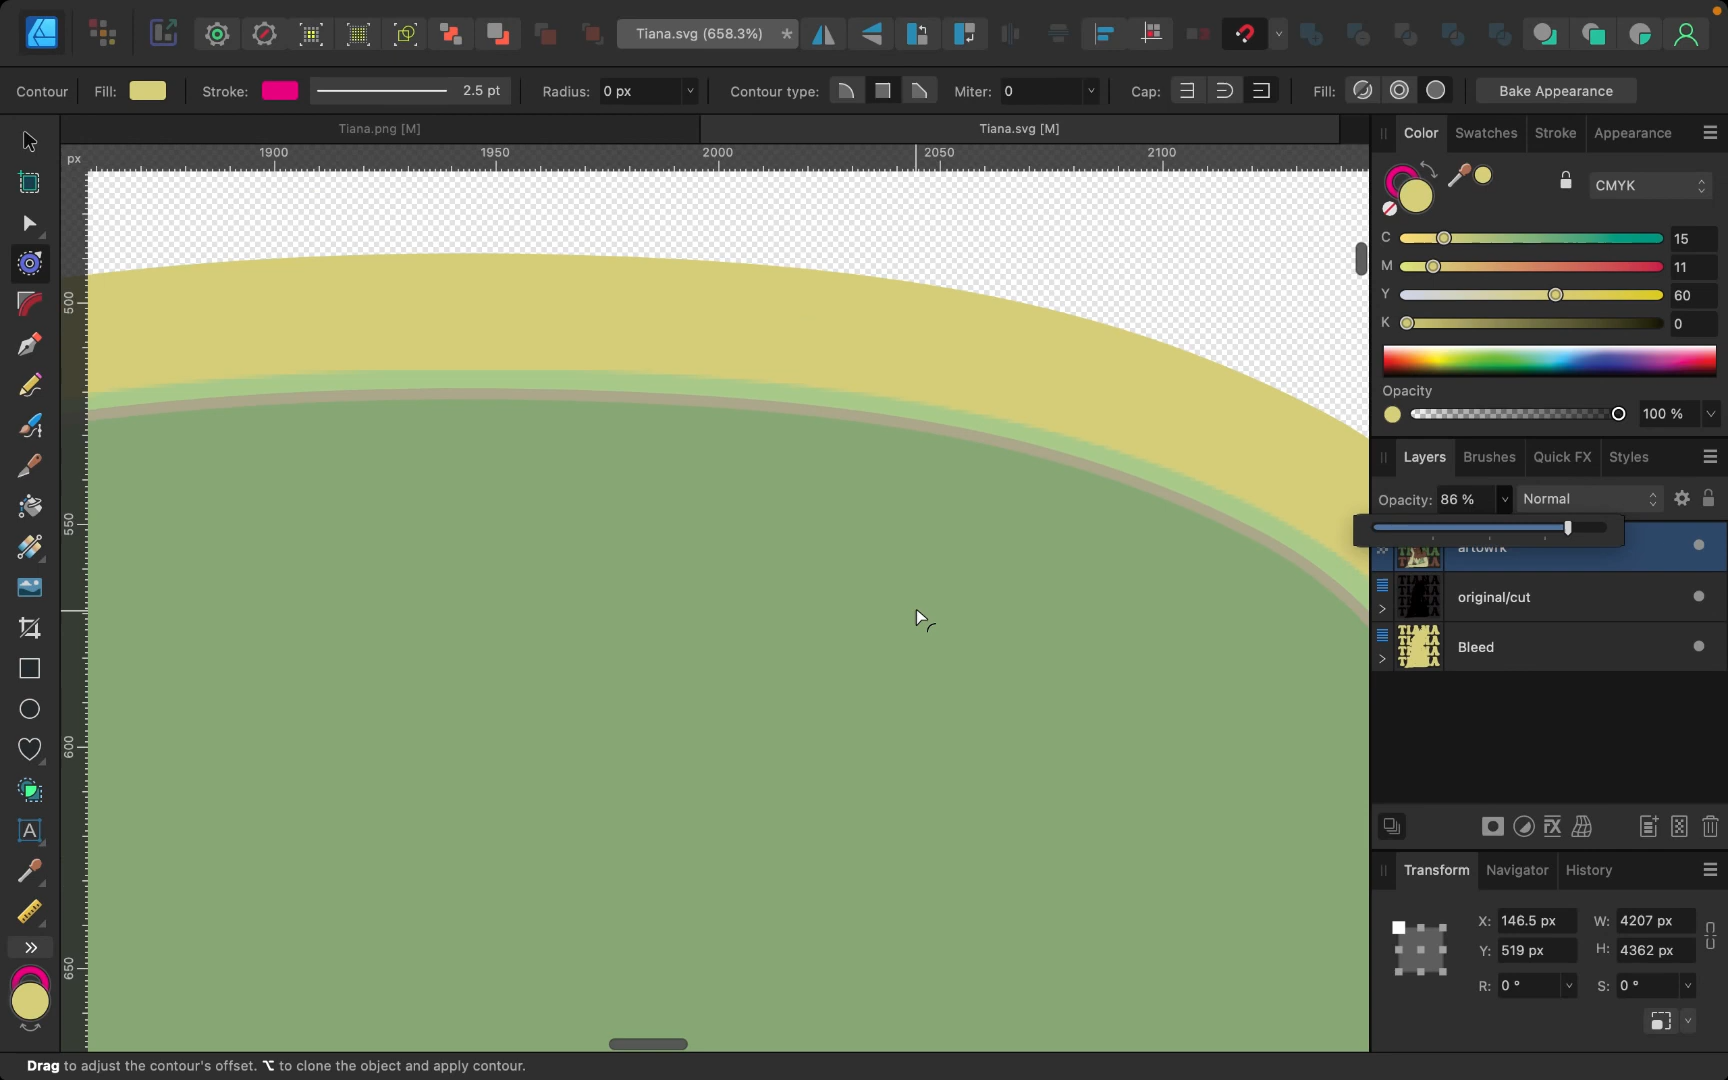 Tiana.svg (658.3%) *
Contour Fill: Stroke: 2.5 pt Radius: 0 px Contour type: Miter: 0 Cap: Fill: Bake Appearance
Tiana.png [M] Tiana.svg [M]
px 1900 1950 2000 2050 2100
500
550
600
650
Color Swatches Stroke Appearance
CMYK
C 15
M 11
Y 60
K 0
Opacity
100 %
Layers Brushes Quick FX Styles
Opacity: 86 % Normal
artowrk
original/cut
Bleed
Transform Navigator History
X: 146.5 px W: 4207 px
Y: 519 px H: 4362 px
R: 0 ° S: 0 °
Drag to adjust the contour's offset. ⌥ to clone the object and apply contour.